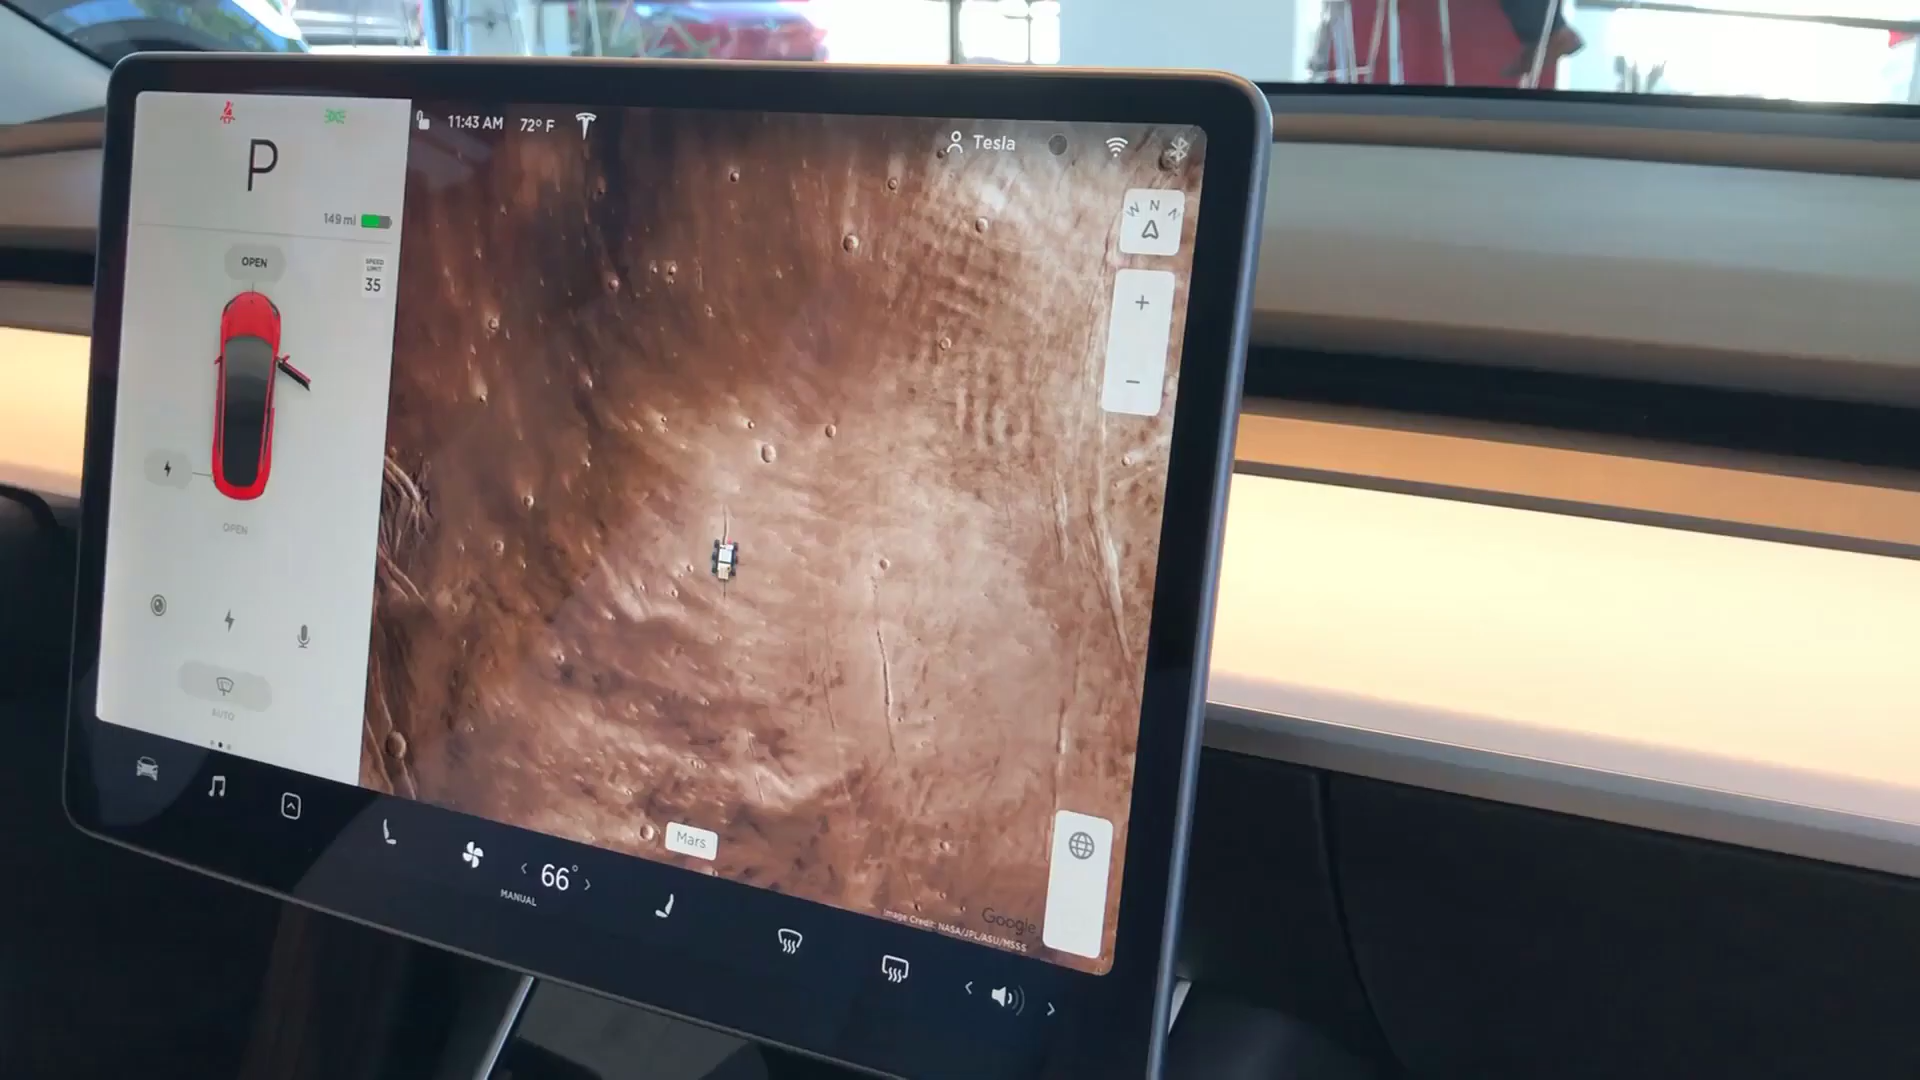 P
149 mi
OPEN
SPEED
LIMIT
35
OPEN
AUTO
11:43 AM 72° F
Tesla
W N
+
−
Mars
Google
Image Credit: NASA/JPL/ASU/MSSS
66°
MANUAL